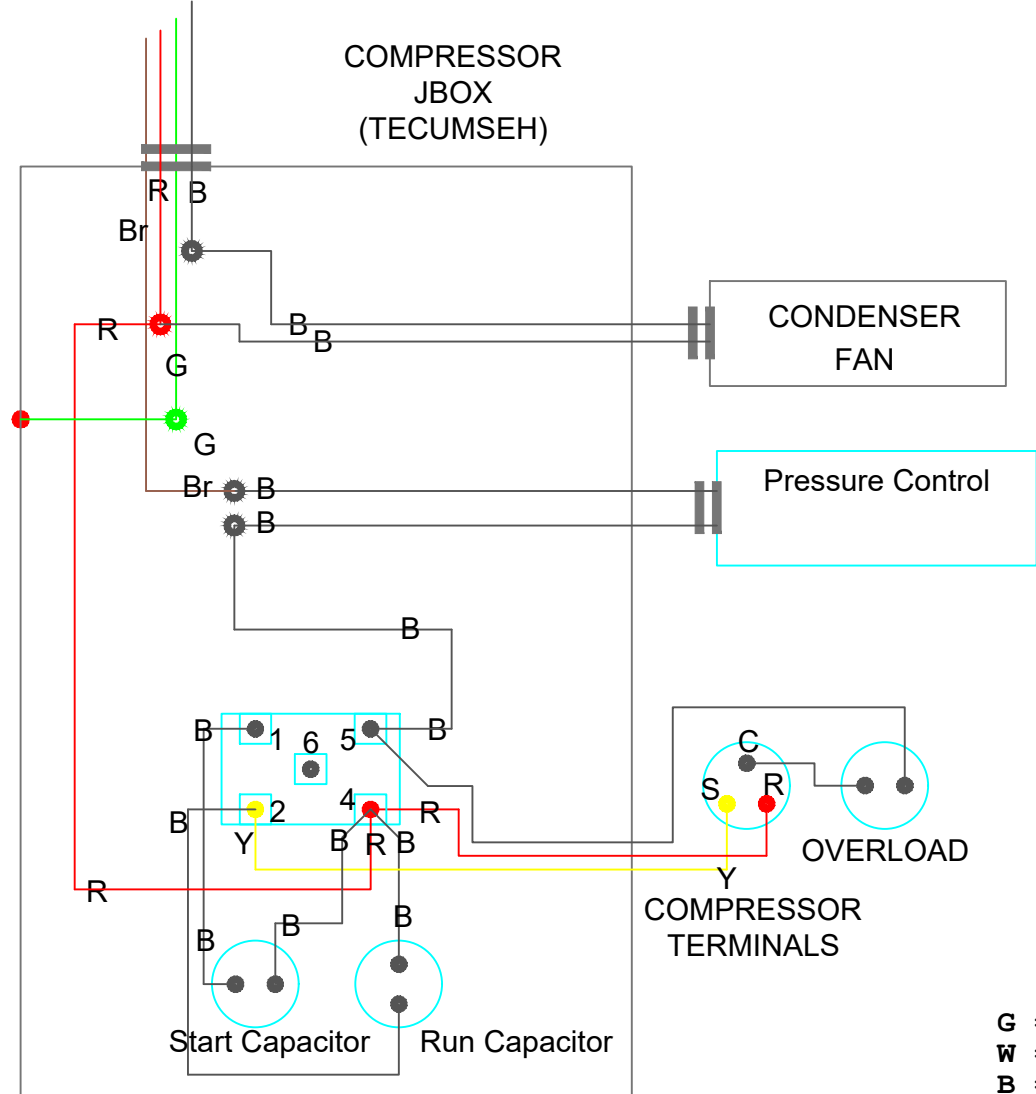 COMPRESSOR
JBOX
(TECUMSEH)
R
B
Br
CONDENSER
FAN
R
B
B
G
G
Pressure Control
Br
B
B
B
B
1
6
5
B
2
4
R
B
Y
B
R
B
C
S
R
OVERLOAD
Y
R
COMPRESSOR
TERMINALS
B
B
B
Start Capacitor
Run Capacitor
G =
W =
B =